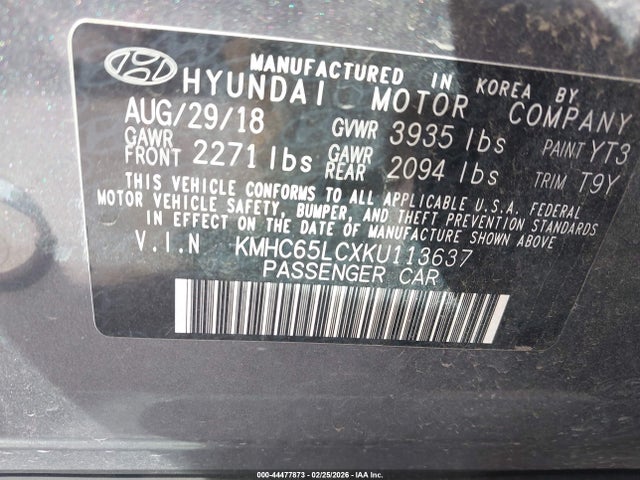 MANUFACTURED IN KOREA BY
HYUNDAI MOTOR COMPANY
AUG/29/18 GVWR 3935 lbs PAINT YT3
GAWR FRONT 2271 lbs GAWR REAR 2094 lbs TRIM T9Y
THIS VEHICLE CONFORMS TO ALL APPLICABLE U.S.A. FEDERAL
MOTOR VEHICLE SAFETY, BUMPER, AND THEFT PREVENTION STANDARDS
IN EFFECT ON THE DATE OF MANUFACTURE SHOWN ABOVE
V.I.N KMHC65LCXKU113637
PASSENGER CAR
000-44477873 - 02/25/2026 - IAA Inc.